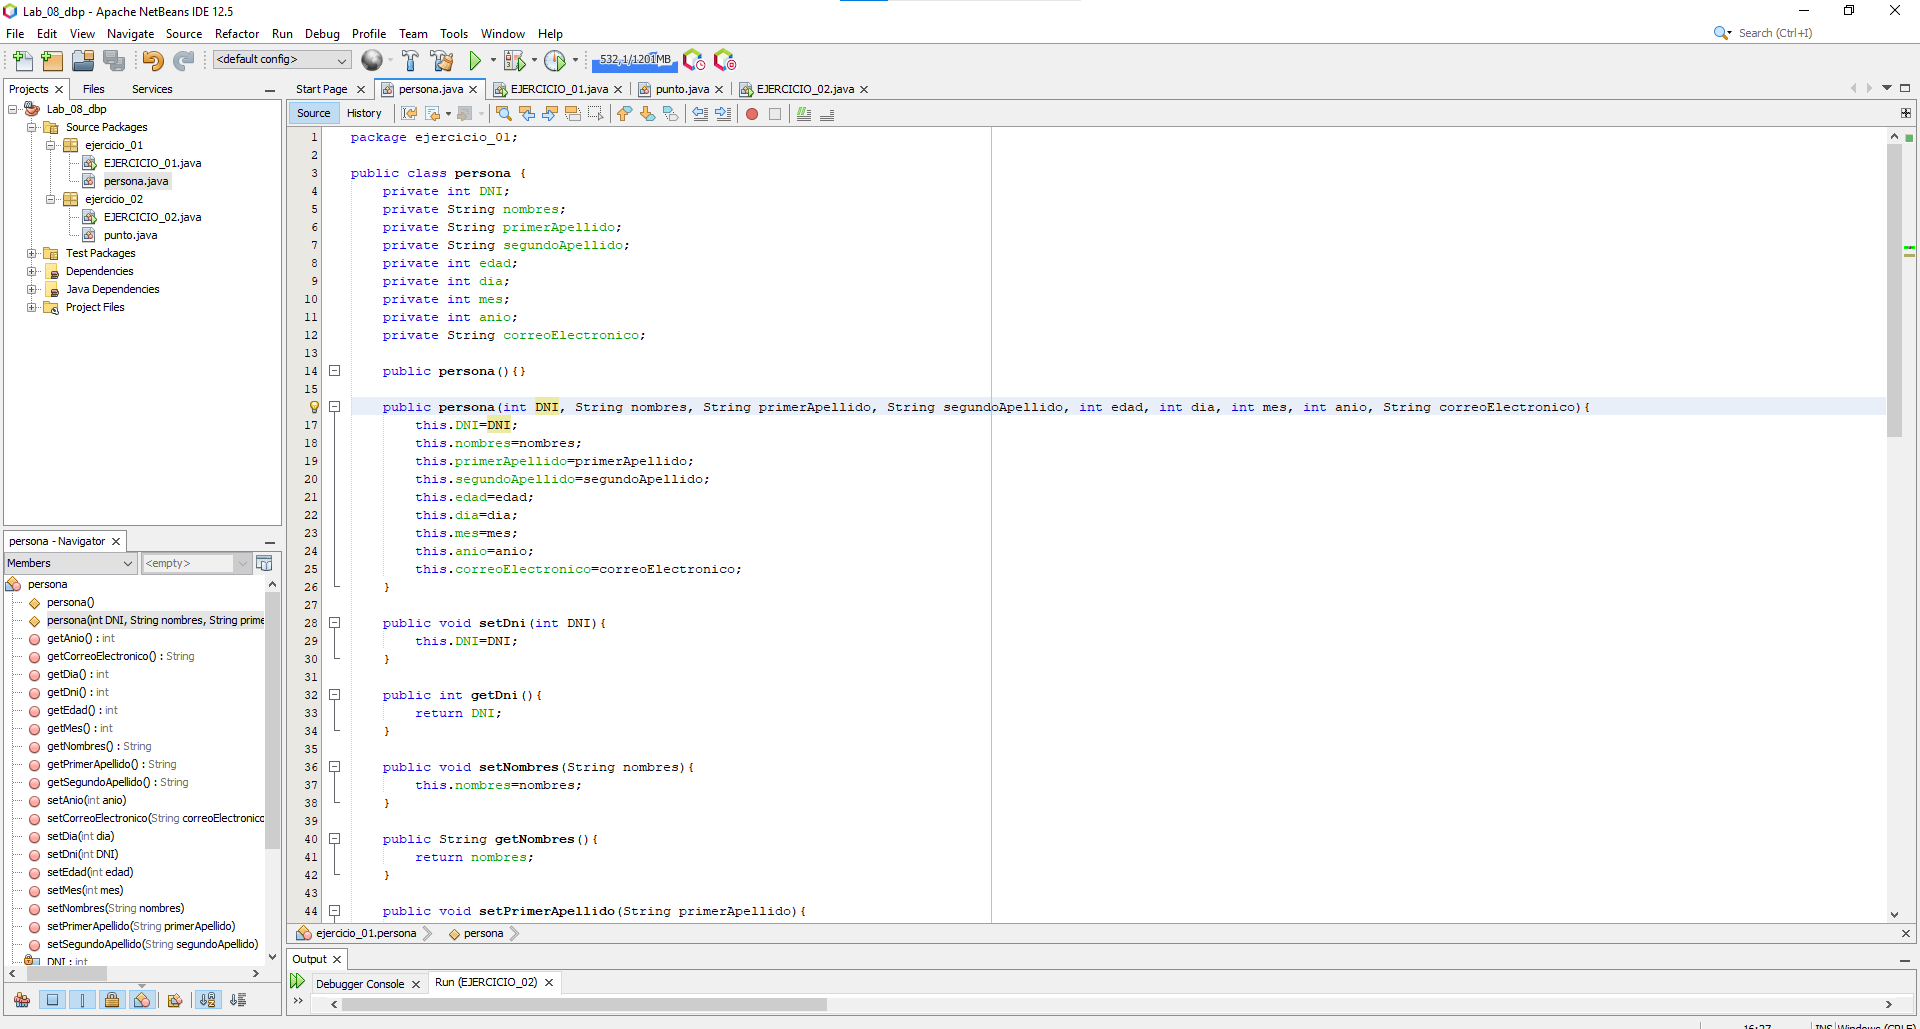 Lab_08_dbp - Apache NetBeans IDE 12.5
File Edit View Navigate Source Refactor Run Debug Profile Team Tools Window Help
Search (Ctrl+I)
<default config>
532,1/1201MB
Projects Files Services
Lab_08_dbp
Source Packages
ejercicio_01
EJERCICIO_01.java
persona.java
ejercicio_02
EJERCICIO_02.java
punto.java
Test Packages
Dependencies
Java Dependencies
Project Files
persona - Navigator
Members <empty>
persona
persona()
persona(int DNI, String nombres, String prime
getAnio() : int
getCorreoElectronico() : String
getDia() : int
getDni() : int
getEdad() : int
getMes() : int
getNombres() : String
getPrimerApellido() : String
getSegundoApellido() : String
setAnio(int anio)
setCorreoElectronico(String correoElectronico
setDia(int dia)
setDni(int DNI)
setEdad(int edad)
setMes(int mes)
setNombres(String nombres)
setPrimerApellido(String primerApellido)
setSegundoApellido(String segundoApellido)
DNI : int
Start Page persona.java EJERCICIO_01.java punto.java EJERCICIO_02.java
Source History
1 package ejercicio_01;
2
3 public class persona {
4 private int DNI;
5 private String nombres;
6 private String primerApellido;
7 private String segundoApellido;
8 private int edad;
9 private int dia;
10 private int mes;
11 private int anio;
12 private String correoElectronico;
13
14 public persona(){}
15
public persona(int DNI, String nombres, String primerApellido, String segundoApellido, int edad, int dia, int mes, int anio, String correoElectronico){
17 this.DNI=DNI;
18 this.nombres=nombres;
19 this.primerApellido=primerApellido;
20 this.segundoApellido=segundoApellido;
21 this.edad=edad;
22 this.dia=dia;
23 this.mes=mes;
24 this.anio=anio;
25 this.correoElectronico=correoElectronico;
26 }
27
28 public void setDni(int DNI){
29 this.DNI=DNI;
30 }
31
32 public int getDni(){
33 return DNI;
34 }
35
36 public void setNombres(String nombres){
37 this.nombres=nombres;
38 }
39
40 public String getNombres(){
41 return nombres;
42 }
43
44 public void setPrimerApellido(String primerApellido){
ejercicio_01.persona persona
Output
Debugger Console Run (EJERCICIO_02)
16:27 INS Windows (CRLF)